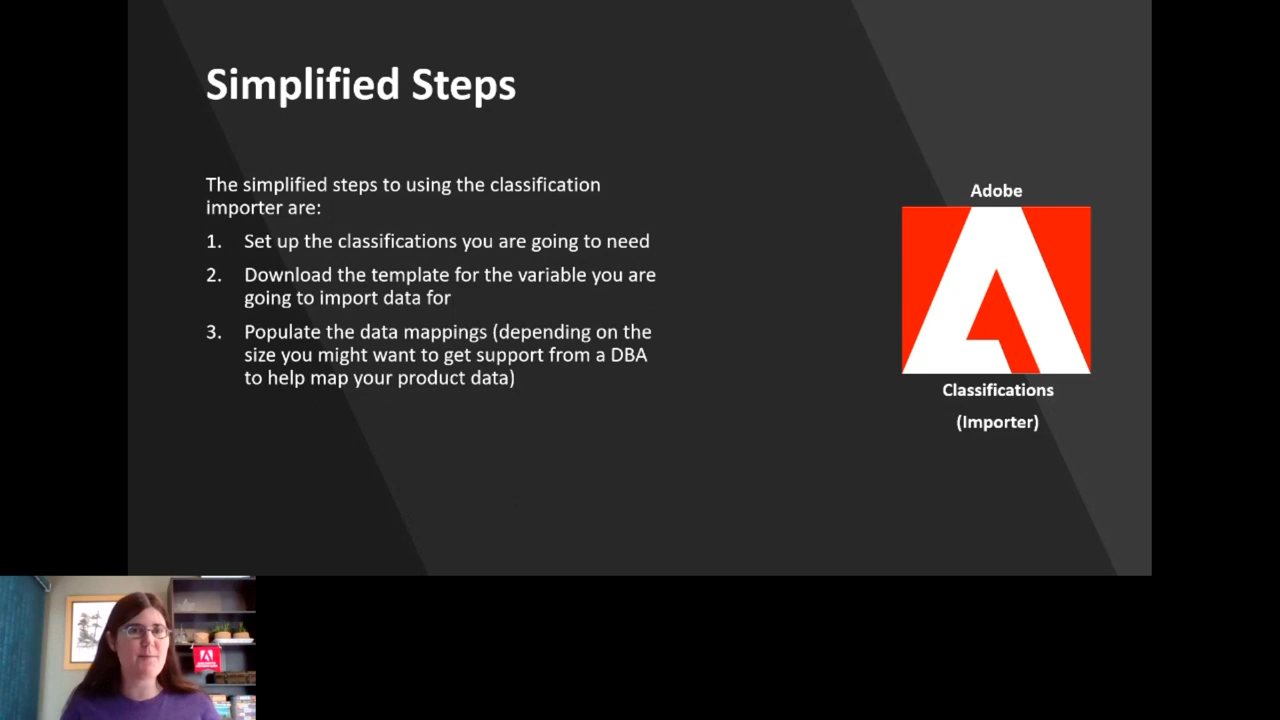 Simplified Steps
The simplified steps to using the classification
importer are:
1. Set up the classifications you are going to need
2. Download the template for the variable you are
going to import data for
3. Populate the data mappings (depending on the
size you might want to get support from a DBA
to help map your product data)
Adobe
Classifications
(Importer)